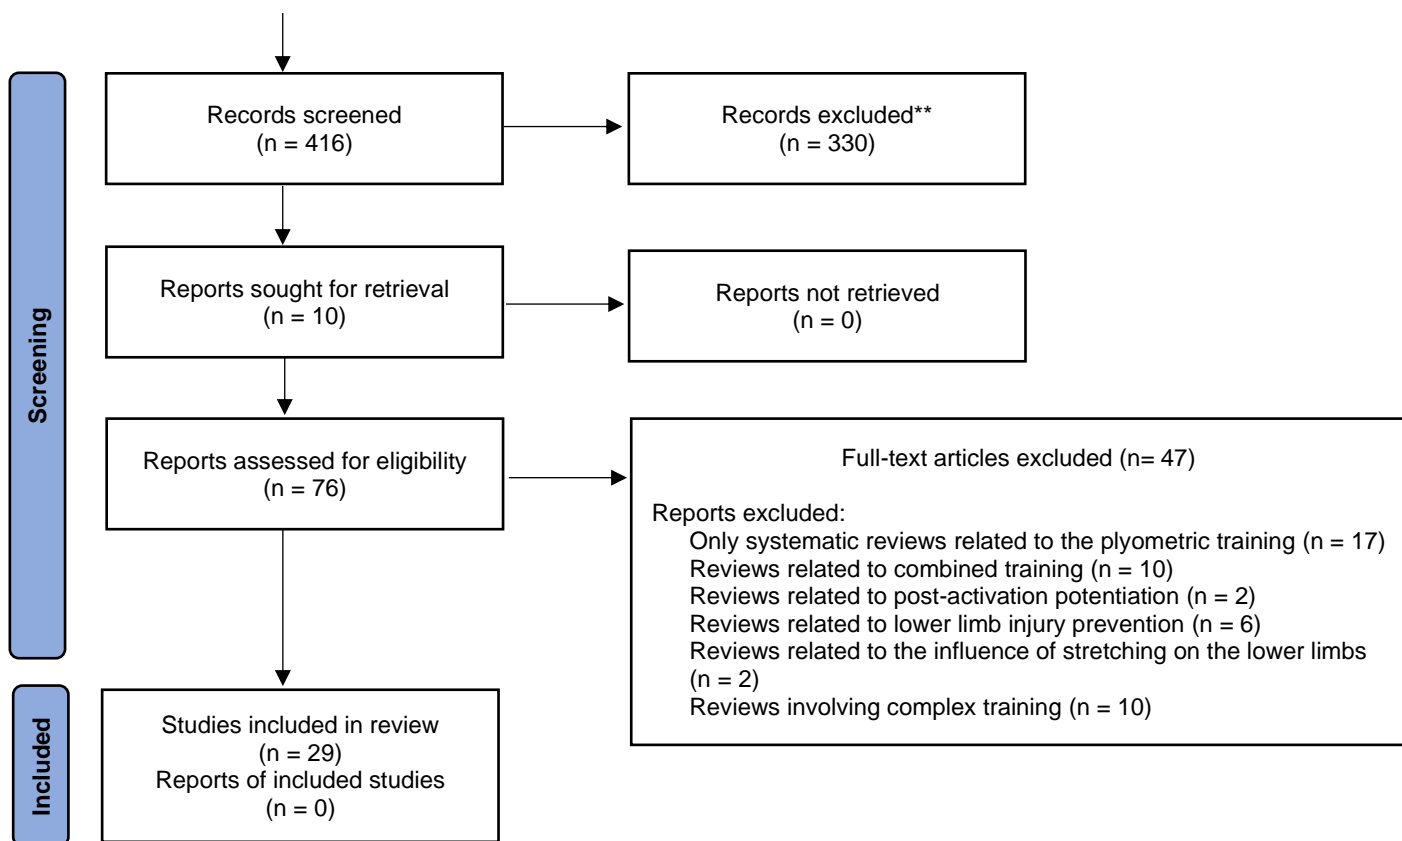 Screening
Records screened
(n = 416)
Records excluded**
(n = 330)
Reports sought for retrieval
(n = 10)
Reports not retrieved
(n = 0)
Reports assessed for eligibility
(n = 76)
Full-text articles excluded (n= 47)
Reports excluded:
Only systematic reviews related to the plyometric training (n = 17)
Reviews related to combined training (n = 10)
Reviews related to post-activation potentiation (n = 2)
Reviews related to lower limb injury prevention (n = 6)
Reviews related to the influence of stretching on the lower limbs
(n = 2)
Reviews involving complex training (n = 10)
Included
Studies included in review
(n = 29)
Reports of included studies
(n = 0)